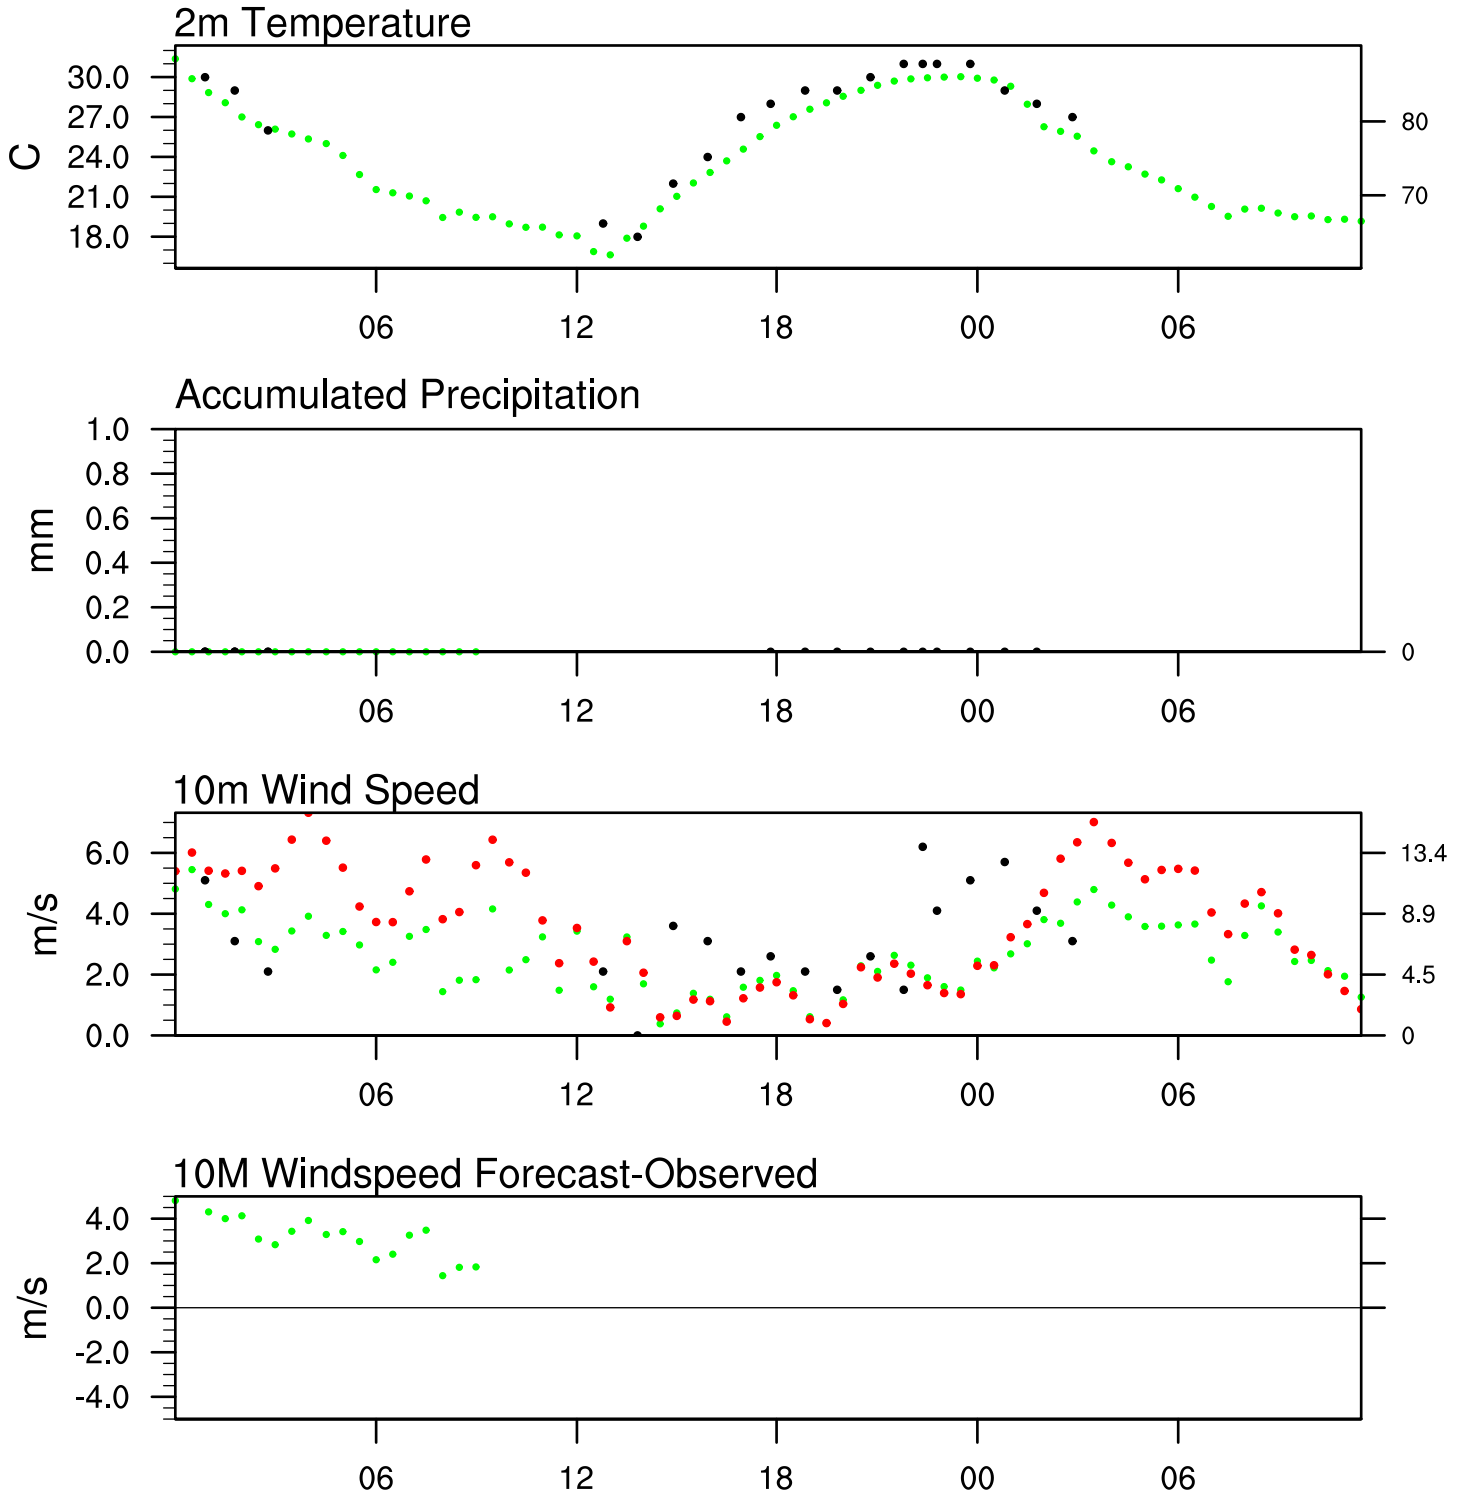 2m Temperature
30.0
27.0
24.0
21.0
18.0
C
80
70
06 12 18 00 06
Accumulated Precipitation
1.0
0.8
0.6
0.4
0.2
0.0
mm
0
06 12 18 00 06
10m Wind Speed
6.0
4.0
2.0
0.0
m/s
13.4
8.9
4.5
0
06 12 18 00 06
10M Windspeed Forecast-Observed
4.0
2.0
0.0
-2.0
-4.0
m/s
06 12 18 00 06